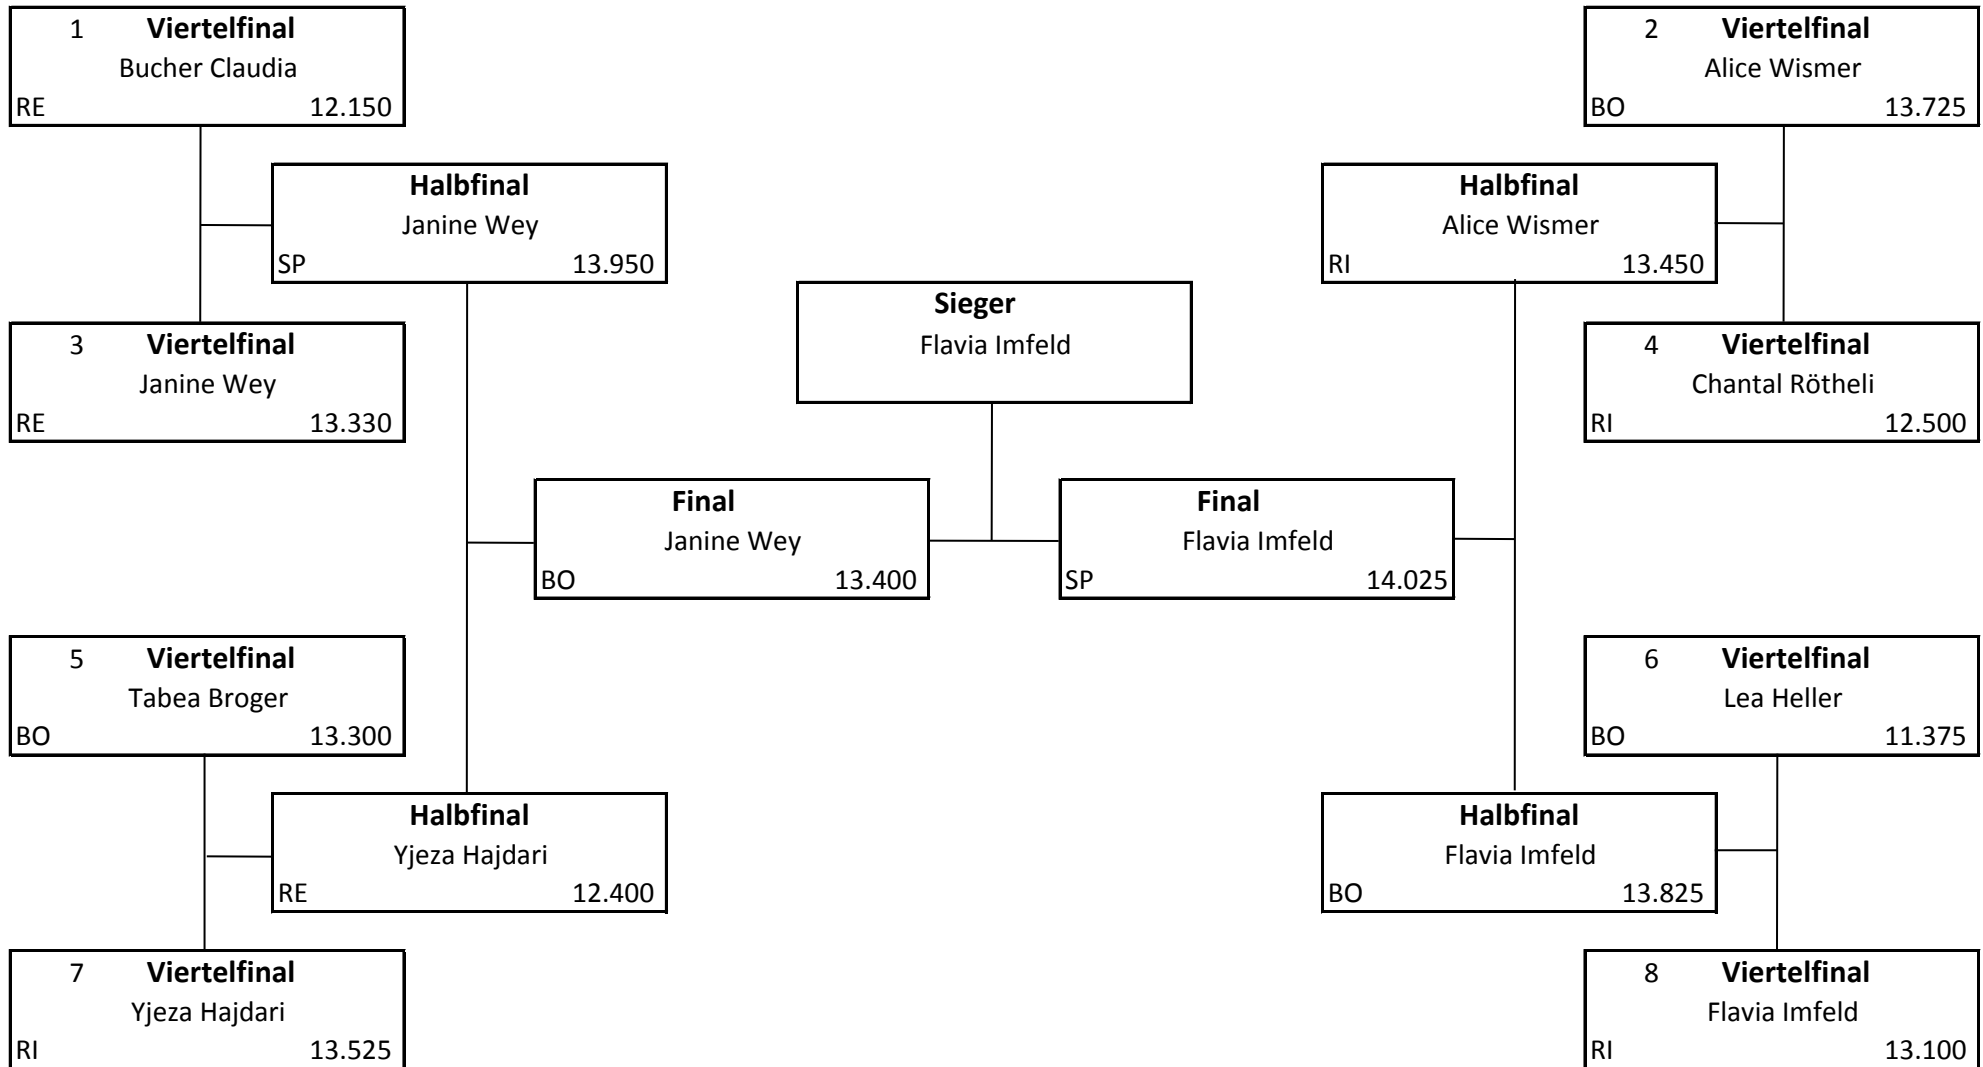 1 Viertelfinal
Bucher Claudia
RE 12.150
2 Viertelfinal
Alice Wismer
BO 13.725
Halbfinal
Janine Wey
SP 13.950
Halbfinal
Alice Wismer
RI 13.450
Sieger
Flavia Imfeld
3 Viertelfinal
Janine Wey
RE 13.330
4 Viertelfinal
Chantal Rötheli
RI 12.500
Final
Janine Wey
BO 13.400
Final
Flavia Imfeld
SP 14.025
5 Viertelfinal
Tabea Broger
BO 13.300
6 Viertelfinal
Lea Heller
BO 11.375
Halbfinal
Yjeza Hajdari
RE 12.400
Halbfinal
Flavia Imfeld
BO 13.825
7 Viertelfinal
Yjeza Hajdari
RI 13.525
8 Viertelfinal
Flavia Imfeld
RI 13.100